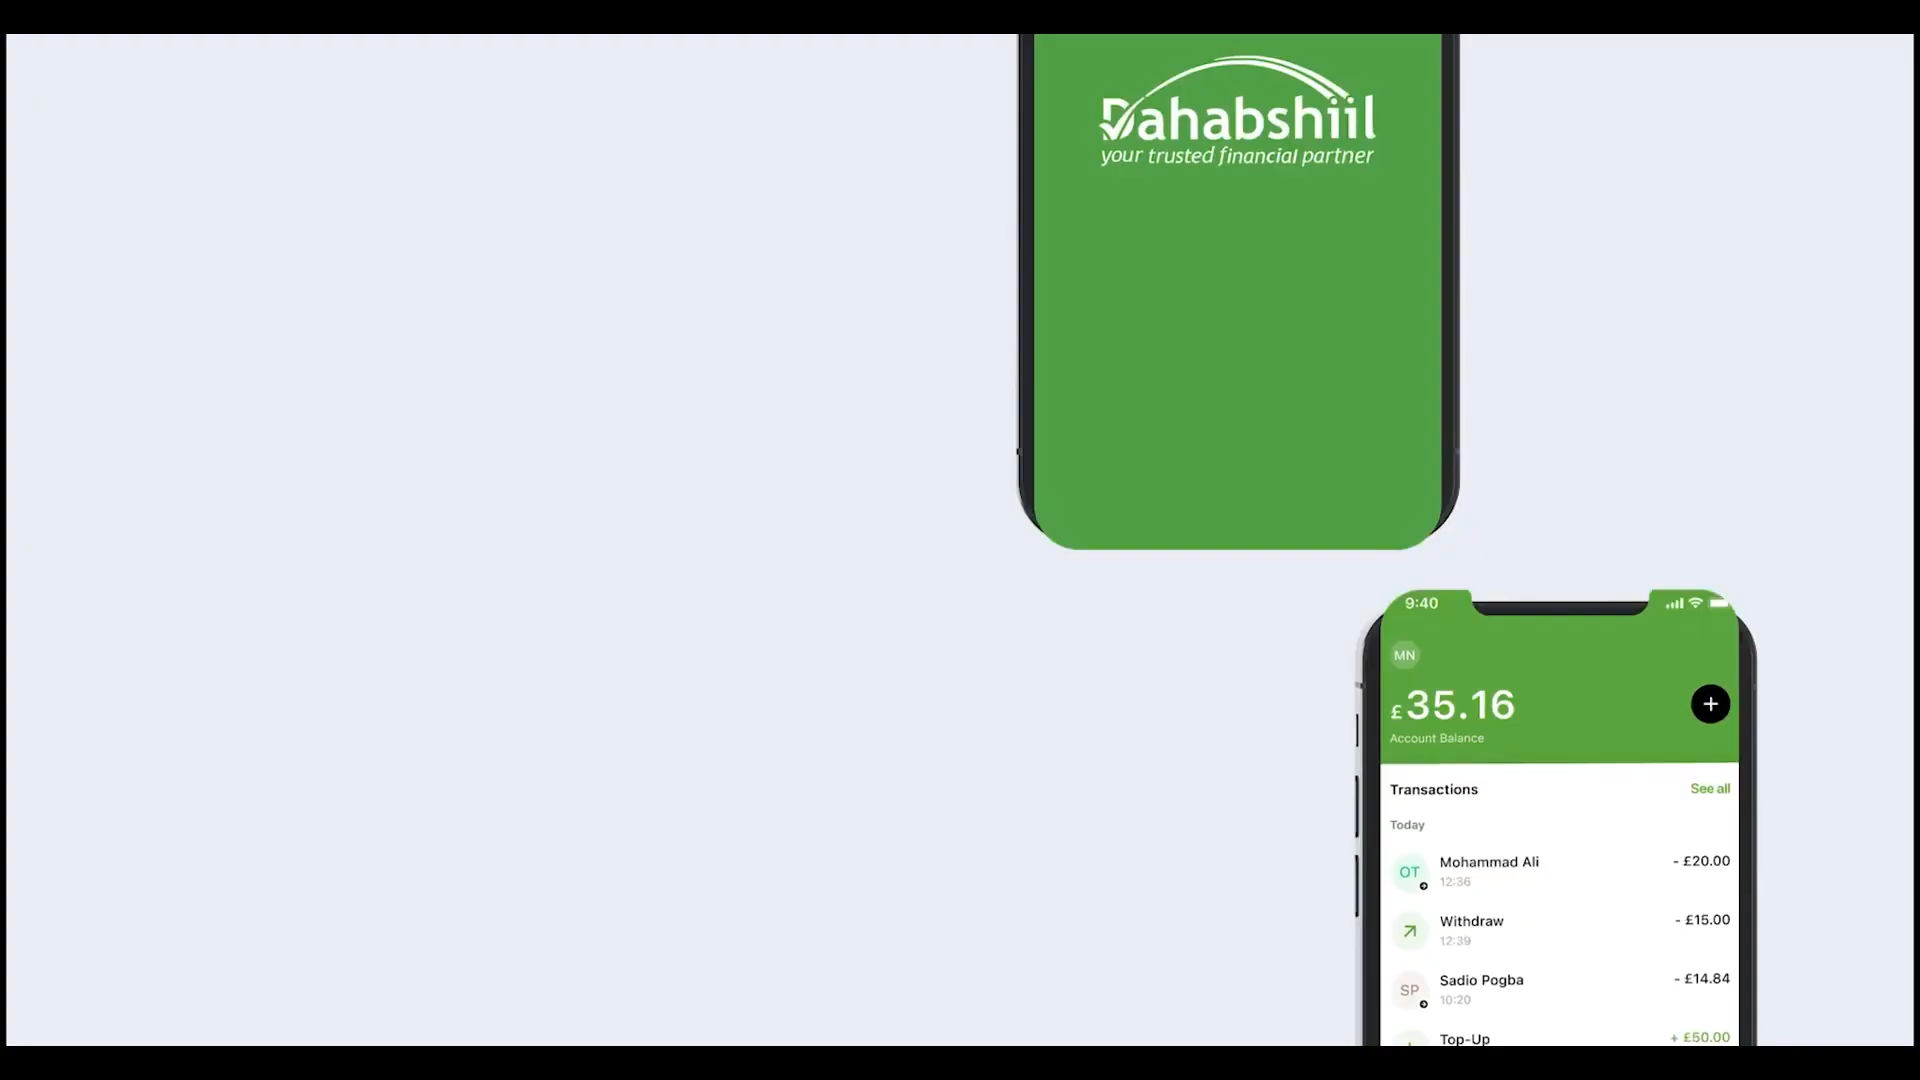 Dahabshiil
your trusted financial partner
9:40
MN
£35.16
Account Balance
Transactions See all
Today
OT Mohammad Ali - £20.00
12:36
Withdraw - £15.00
12:39
SP Sadio Pogba - £14.84
10:20
Top-Up + £50.00